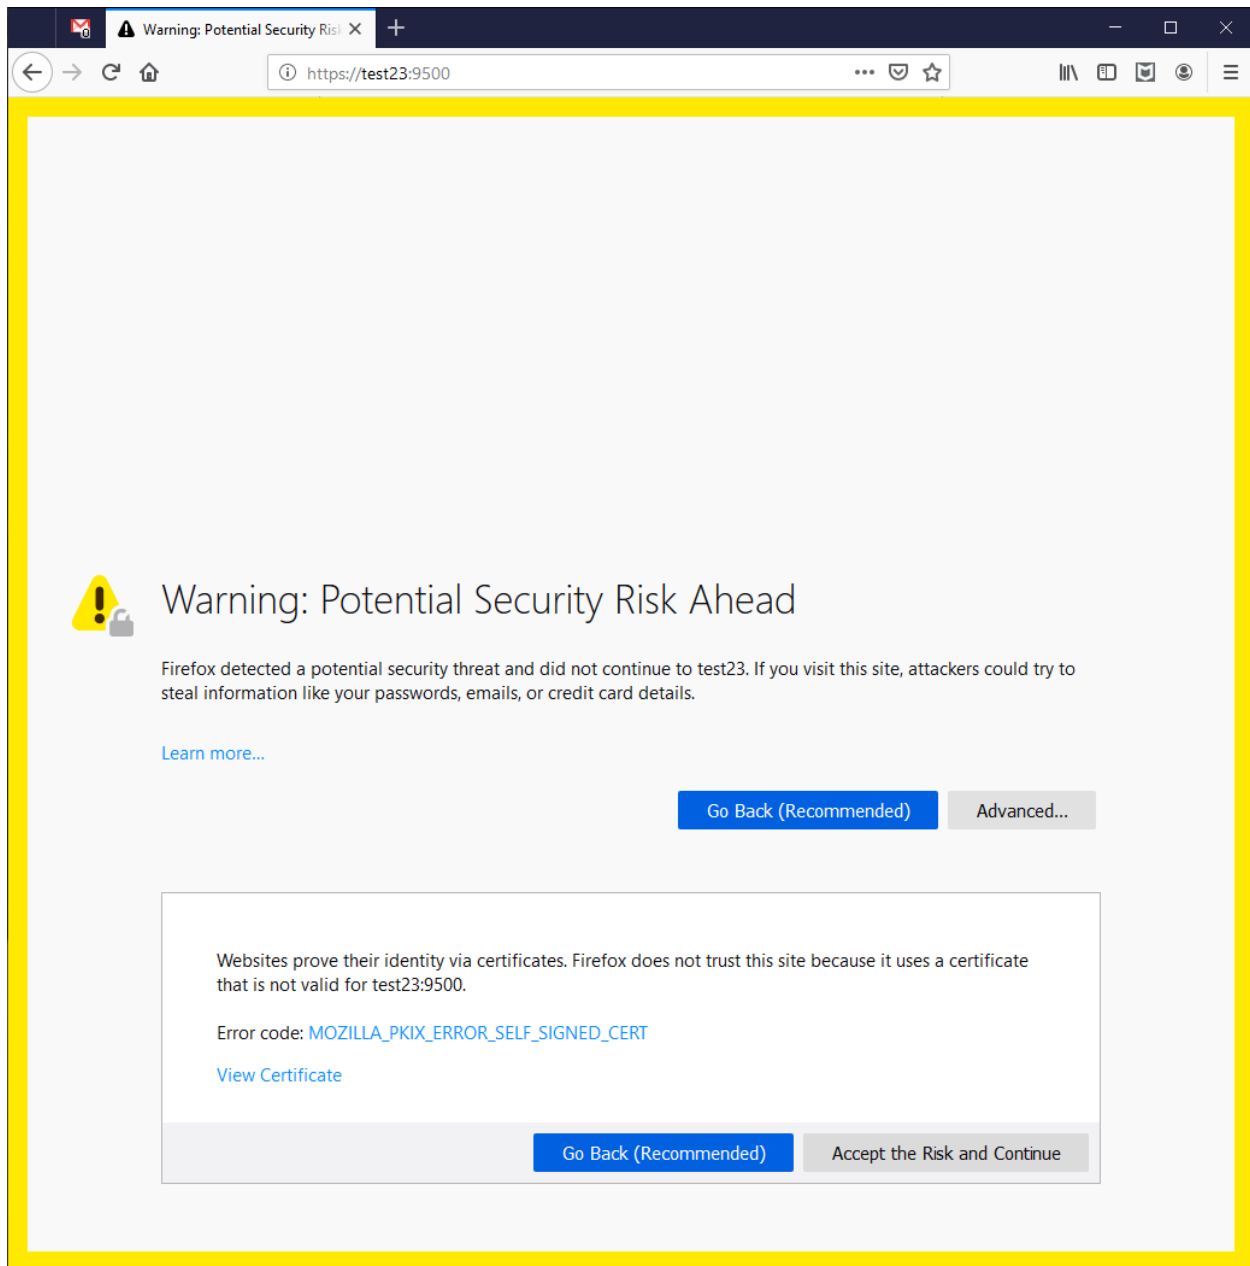 Warning: Potential Security Ris
https://test23:9500
Warning: Potential Security Risk Ahead
Firefox detected a potential security threat and did not continue to test23. If you visit this site, attackers could try to
steal information like your passwords, emails, or credit card details.
Learn more...
Go Back (Recommended)
Advanced...
Websites prove their identity via certificates. Firefox does not trust this site because it uses a certificate
that is not valid for test23:9500.
Error code: MOZILLA_PKIX_ERROR_SELF_SIGNED_CERT
View Certificate
Go Back (Recommended)
Accept the Risk and Continue